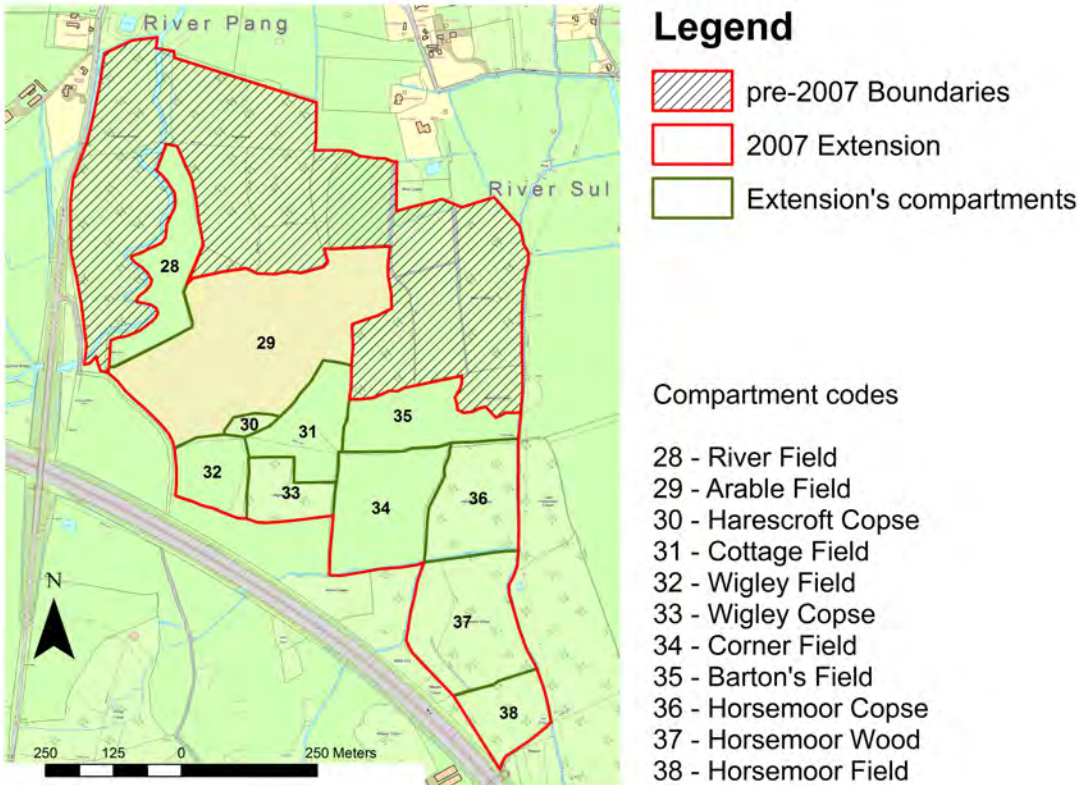 River Pang
River Sul
28
29
30
31
32
33
34
35
36
37
38
N
250 125 0 250 Meters
Legend
pre-2007 Boundaries
2007 Extension
Extension's compartments
Compartment codes
28 - River Field
29 - Arable Field
30 - Harescroft Copse
31 - Cottage Field
32 - Wigley Field
33 - Wigley Copse
34 - Corner Field
35 - Barton's Field
36 - Horsemoor Copse
37 - Horsemoor Wood
38 - Horsemoor Field